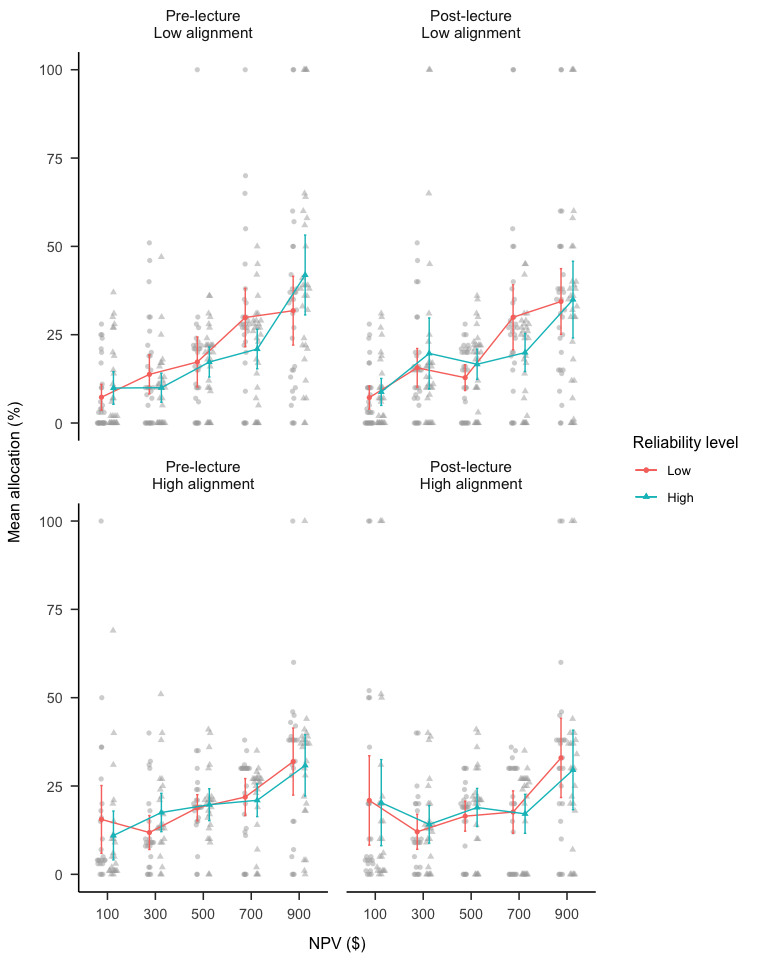 Pre-lecture
Low alignment
Post-lecture
Low alignment
100
75
50
25
0
Pre-lecture
High alignment
Post-lecture
High alignment
100
75
50
25
0
100 300 500 700 900
100 300 500 700 900
NPV ($)
Mean allocation (%)
Reliability level
Low
High